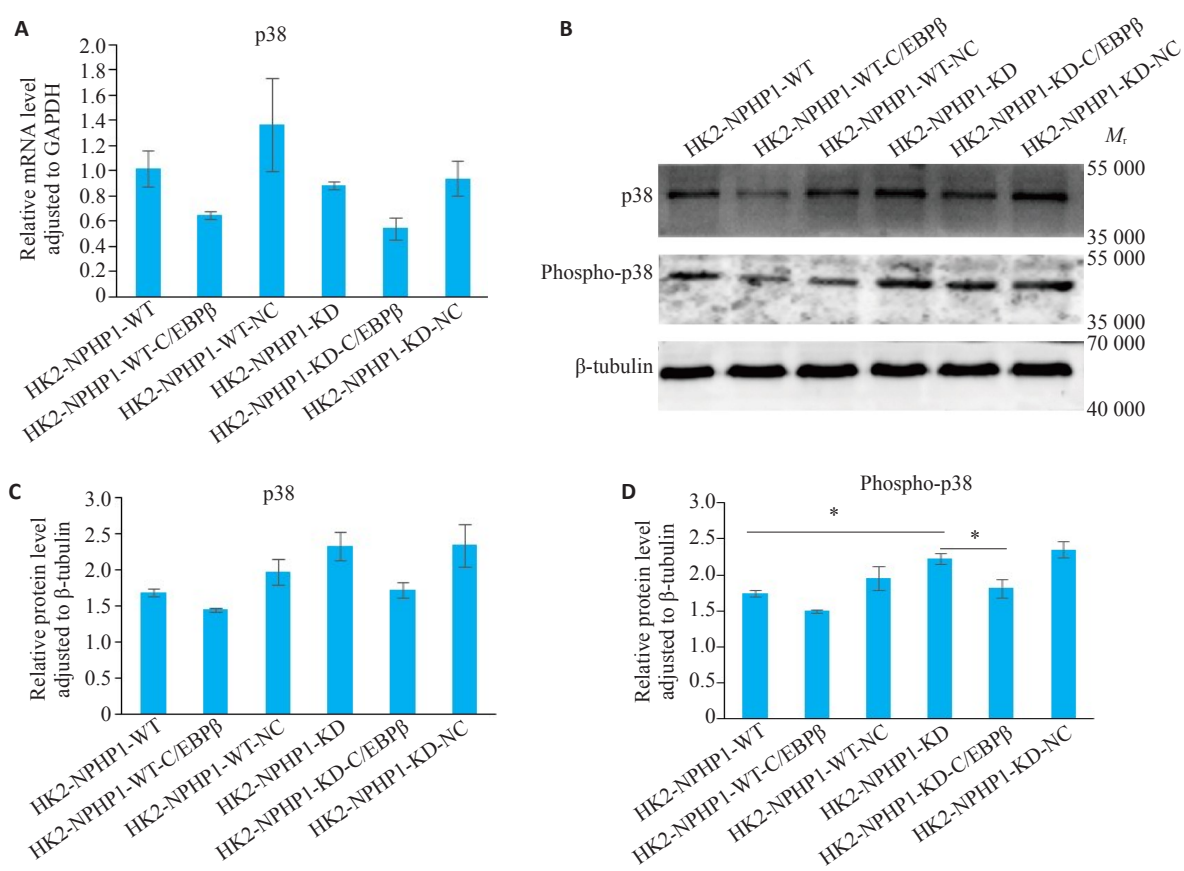 A
p38
Relative mRNA level
adjusted to GAPDH
2.0
1.8
1.6
1.4
1.2
1.0
0.8
0.6
0.4
0.2
0
HK2-NPHP1-WT
HK2-NPHP1-WT-C/EBPβ
HK2-NPHP1-WT-NC
HK2-NPHP1-KD
HK2-NPHP1-KD-C/EBPβ
HK2-NPHP1-KD-NC
B
HK2-NPHP1-WT
HK2-NPHP1-WT-C/EBPβ
HK2-NPHP1-WT-NC
HK2-NPHP1-KD
HK2-NPHP1-KD-C/EBPβ
HK2-NPHP1-KD-NC
Mr
p38
55 000
35 000
Phospho-p38
55 000
35 000
β-tubulin
70 000
40 000
C
p38
Relative protein level
adjusted to β-tubulin
3.0
2.5
2.0
1.5
1.0
0.5
0
HK2-NPHP1-WT
HK2-NPHP1-WT-C/EBPβ
HK2-NPHP1-WT-NC
HK2-NPHP1-KD
HK2-NPHP1-KD-C/EBPβ
HK2-NPHP1-KD-NC
D
Phospho-p38
Relative protein level
adjusted to β-tubulin
3.0
2.5
2.0
1.5
1.0
0.5
0
*
*
HK2-NPHP1-WT
HK2-NPHP1-WT-C/EBPβ
HK2-NPHP1-WT-NC
HK2-NPHP1-KD
HK2-NPHP1-KD-C/EBPβ
HK2-NPHP1-KD-NC